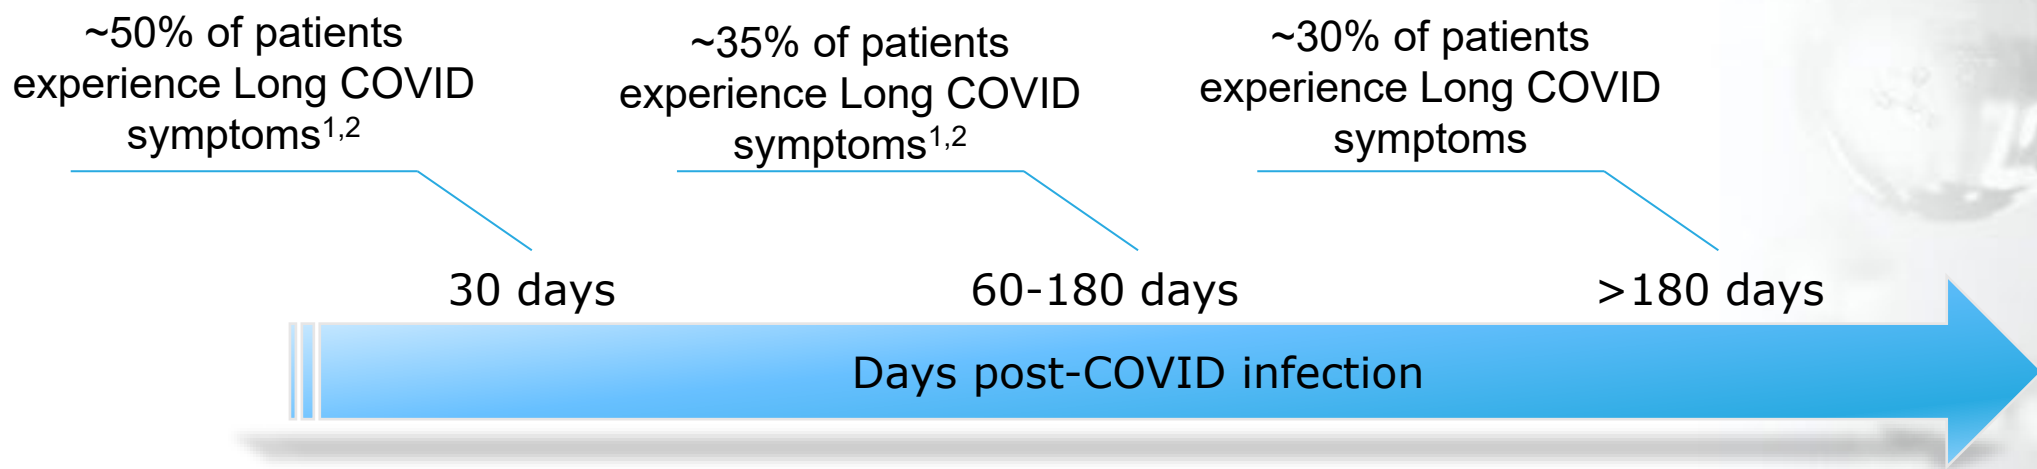 ~50% of patients
experience Long COVID
symptoms1,2
~35% of patients
experience Long COVID
symptoms1,2
~30% of patients
experience Long COVID
symptoms
30 days
60-180 days
>180 days
Days post-COVID infection